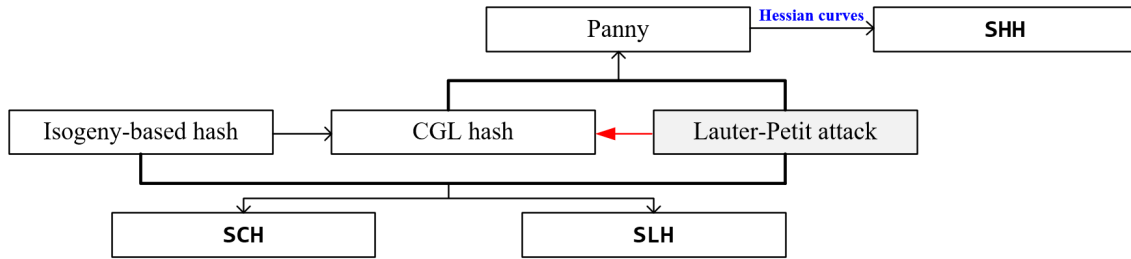 Panny
Hessian curves
SHH
Isogeny-based hash
CGL hash
Lauter-Petit attack
SCH
SLH